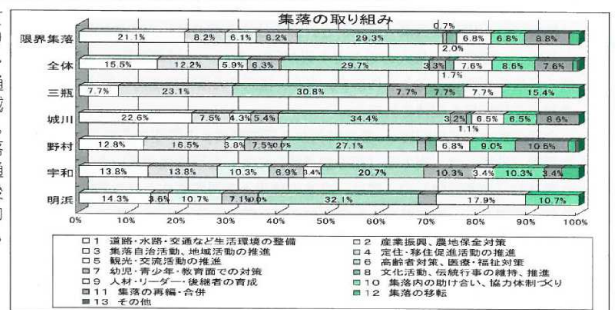 集落の取り組み
0.7%
限界集落 21.1% 8.2% 6.1% 8.2% 29.3% 6.8% 6.8% 8.8%
2.0%
全体 15.5% 12.2% 5.9% 6.3% 29.7% 3.3% 7.6% 8.6% 7.6%
1.7%
三瓶 7.7% 23.1% 30.8% 7.7% 7.7% 7.7% 15.4%
城川 22.6% 7.5% 4.3% 5.4% 34.4% 3.2% 6.5% 6.5% 8.6%
1.1%
野村 12.8% 16.5% 3.8% 7.5% 0.0% 27.1% 6.8% 9.0% 10.5%
宇和 13.8% 13.8% 10.3% 6.9% 3.4% 20.7% 10.3% 3.4% 10.3% 3.4%
明浜 14.3% 3.6% 10.7% 7.1% 0.0% 32.1% 17.9% 10.7%
0% 10% 20% 30% 40% 50% 60% 70% 80% 90% 100%
1 道路・水路・交通など生活環境の整備 2 産業振興、農地保全対策
3 集落自治活動、地域活動の推進 4 定住・移住促進活動の推進
5 観光・交流活動の推進 6 高齢者対策、医療・福祉対策
7 幼児・青少年・教育面での対策 8 文化活動、伝統行事の維持、推進
9 人材・リーダー・後継者の育成 10 集落内の助け合い、協力体制づくり
11 集落の再編・合併 12 集落の移転
13 その他